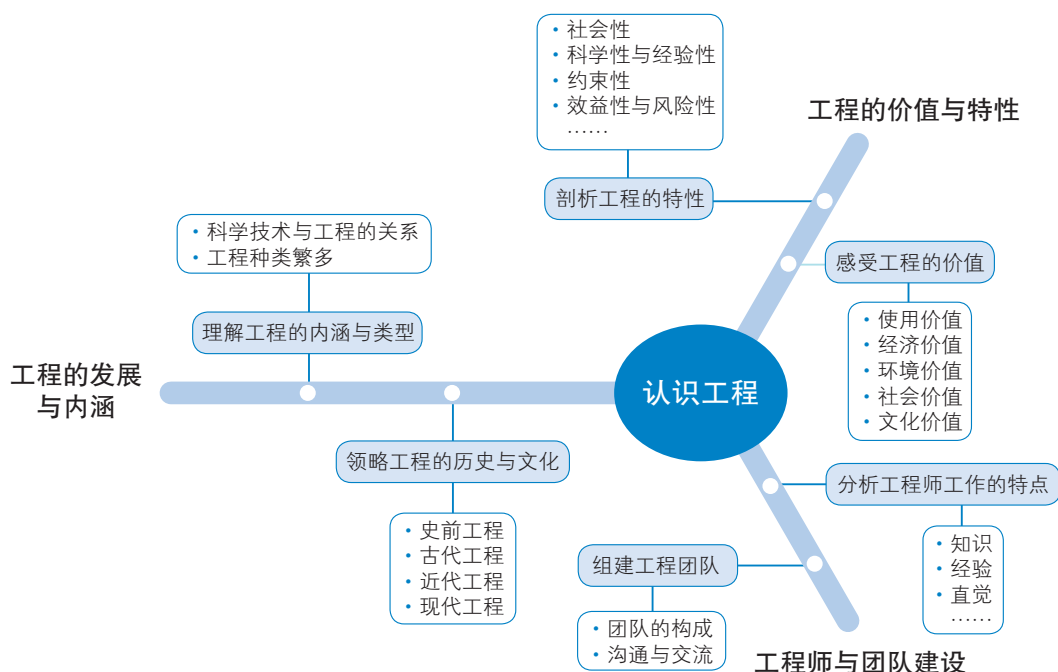 • 社会性
• 科学性与经验性
• 约束性
• 效益性与风险性
……
工程的价值与特性
剖析工程的特性
• 科学技术与工程的关系
• 工程种类繁多
感受工程的价值
理解工程的内涵与类型
• 使用价值
• 经济价值
• 环境价值
• 社会价值
• 文化价值
工程的发展
与内涵
认识工程
领略工程的历史与文化
分析工程师工作的特点
• 史前工程
• 古代工程
• 近代工程
• 现代工程
• 知识
• 经验
• 直觉
……
组建工程团队
• 团队的构成
• 沟通与交流
工程师与团队建设